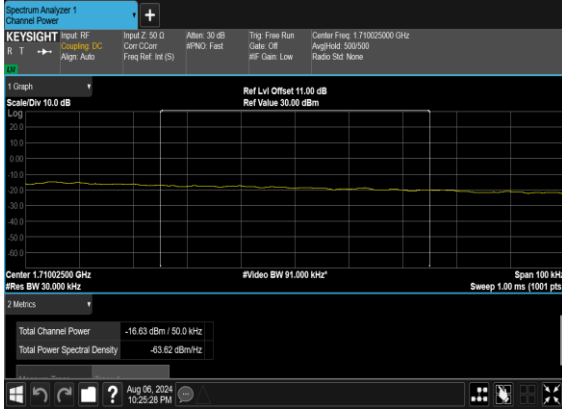 Spectrum Analyzer 1
Channel Power
+
KEYSIGHT Input: RF Input Z: 50 Ω Atten: 30 dB Trig: Free Run Center Freq: 1.710025000 GHz
R T Coupling: DC Corr CCorr #PNO: Fast Gate: Off Avg|Hold: 500/500
Align: Auto Freq Ref: Int (S) #IF Gain: Low Radio Std: None
1 Graph
Ref Lvl Offset 11.00 dB
Scale/Div 10.0 dB Ref Value 30.00 dBm
Log
20.0
10.0
0.00
-10.0
-20.0
-30.0
-40.0
-50.0
-60.0
Center 1.71002500 GHz #Video BW 91.000 kHz* Span 100 kHz
#Res BW 30.000 kHz Sweep 1.00 ms (1001 pts
2 Metrics
Total Channel Power -16.63 dBm / 50.0 kHz
Total Power Spectral Density -63.62 dBm/Hz
?
Aug 06, 2024
10:25:28 PM